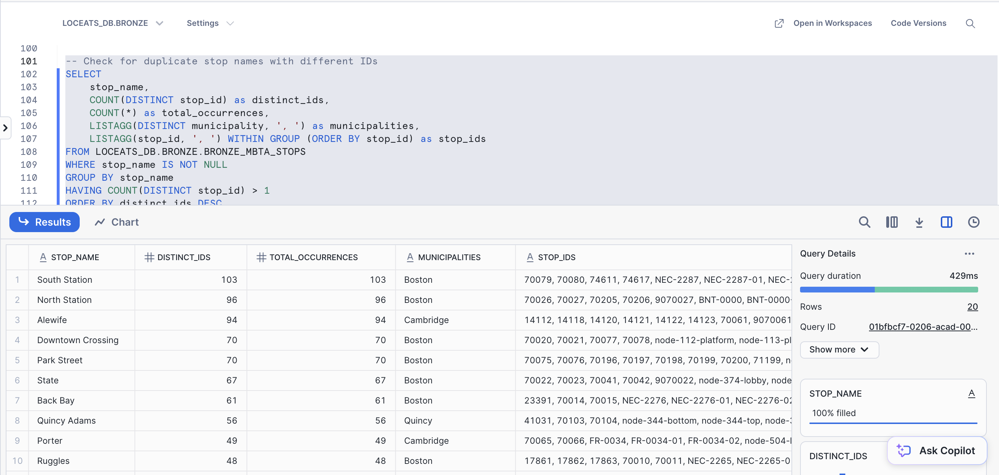 LOCEATS_DB.BRONZE Settings Open in Workspaces Code Versions
100
101 -- Check for duplicate stop names with different IDs
102 SELECT
103 stop_name,
104 COUNT(DISTINCT stop_id) as distinct_ids,
105 COUNT(*) as total_occurrences,
106 LISTAGG(DISTINCT municipality, ', ') as municipalities,
107 LISTAGG(stop_id, ', ') WITHIN GROUP (ORDER BY stop_id) as stop_ids
108 FROM LOCEATS_DB.BRONZE.BRONZE_MBTA_STOPS
109 WHERE stop_name IS NOT NULL
110 GROUP BY stop_name
111 HAVING COUNT(DISTINCT stop_id) > 1
112 ORDER BY distinct_ids DESC
Results Chart
STOP_NAME DISTINCT_IDS TOTAL_OCCURRENCES MUNICIPALITIES STOP_IDS
1 South Station 103 103 Boston 70079, 70080, 74611, 74617, NEC-2287, NEC-2287-01, NEC-2
2 North Station 96 96 Boston 70026, 70027, 70205, 70206, 9070027, BNT-0000, BNT-0000-
3 Alewife 94 94 Cambridge 14112, 14118, 14120, 14121, 14122, 14123, 70061, 9070061
4 Downtown Crossing 70 70 Boston 70020, 70021, 70077, 70078, node-112-platform, node-113-pl
5 Park Street 70 70 Boston 70075, 70076, 70196, 70197, 70198, 70199, 70200, 71199, n
6 State 67 67 Boston 70022, 70023, 70041, 70042, 9070022, node-374-lobby, node
7 Back Bay 61 61 Boston 23391, 70014, 70015, NEC-2276, NEC-2276-01, NEC-2276-02
8 Quincy Adams 56 56 Quincy 41031, 70103, 70104, node-344-bottom, node-344-top, node-3
9 Porter 49 49 Cambridge 70065, 70066, FR-0034, FR-0034-01, FR-0034-02, node-504-l
10 Ruggles 48 48 Boston 17861, 17862, 17863, 70010, 70011, NEC-2265, NEC-2265-0
Query Details
Query duration 429ms
Rows 20
Query ID 01bfbcf7-0206-acad-00...
Show more
STOP_NAME A
100% filled
DISTINCT_IDS
Ask Copilot